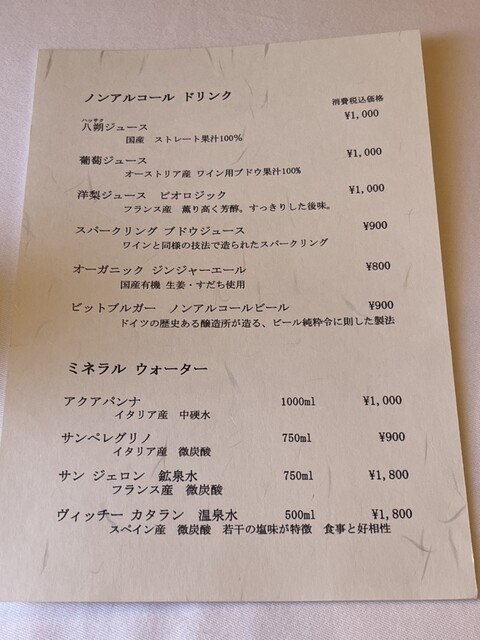 ノンアルコール ドリンク
消費税込価格
ハッサク
八朔ジュース ¥1,000
国産 ストレート果汁100%
葡萄ジュース ¥1,000
オーストリア産 ワイン用ブドウ果汁100%
洋梨ジュース ビオロジック ¥1,000
フランス産 薫り高く芳醇。すっきりした後味。
スパークリング ブドウジュース ¥900
ワインと同様の技法で造られたスパークリング
オーガニック ジンジャーエール ¥800
国産有機 生姜・すだち使用
ビットブルガー ノンアルコールビール ¥900
ドイツの歴史ある醸造所が造る、ビール純粋令に則した製法
ミネラル ウォーター
アクアパンナ 1000ml ¥1,000
イタリア産 中硬水
サンペレグリノ 750ml ¥900
イタリア産 微炭酸
サン ジェロン 鉱泉水 750ml ¥1,800
フランス産 微炭酸
ヴィッチー カタラン 温泉水 500ml ¥1,800
スペイン産 微炭酸 若干の塩味が特徴 食事と好相性